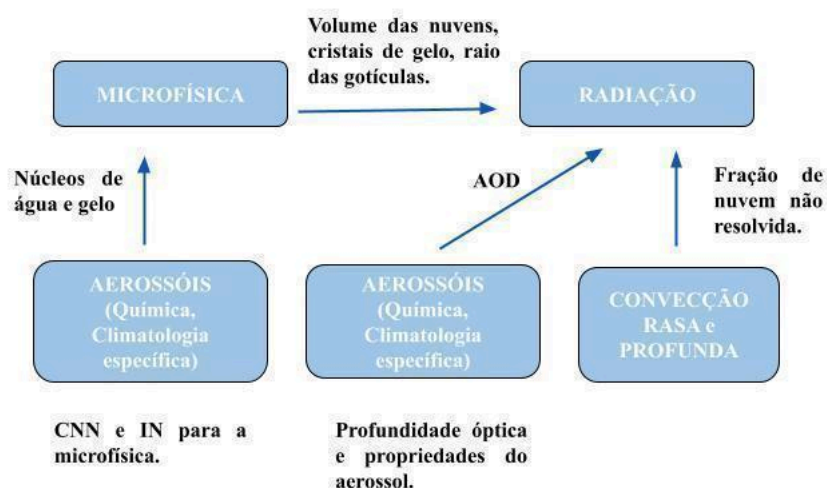 Volume das nuvens,
cristais de gelo, raio
das gotículas.
MICROFÍSICA
RADIAÇÃO
Núcleos de
água e gelo
AOD
Fração de
nuvem não
resolvida.
AEROSSÓIS
(Química,
Climatologia
específica)
AEROSSÓIS
(Química,
Climatologia
específica)
CONVECÇÃO
RASA e
PROFUNDA
CNN e IN para a
microfísica.
Profundidade óptica
e propriedades do
aerossol.